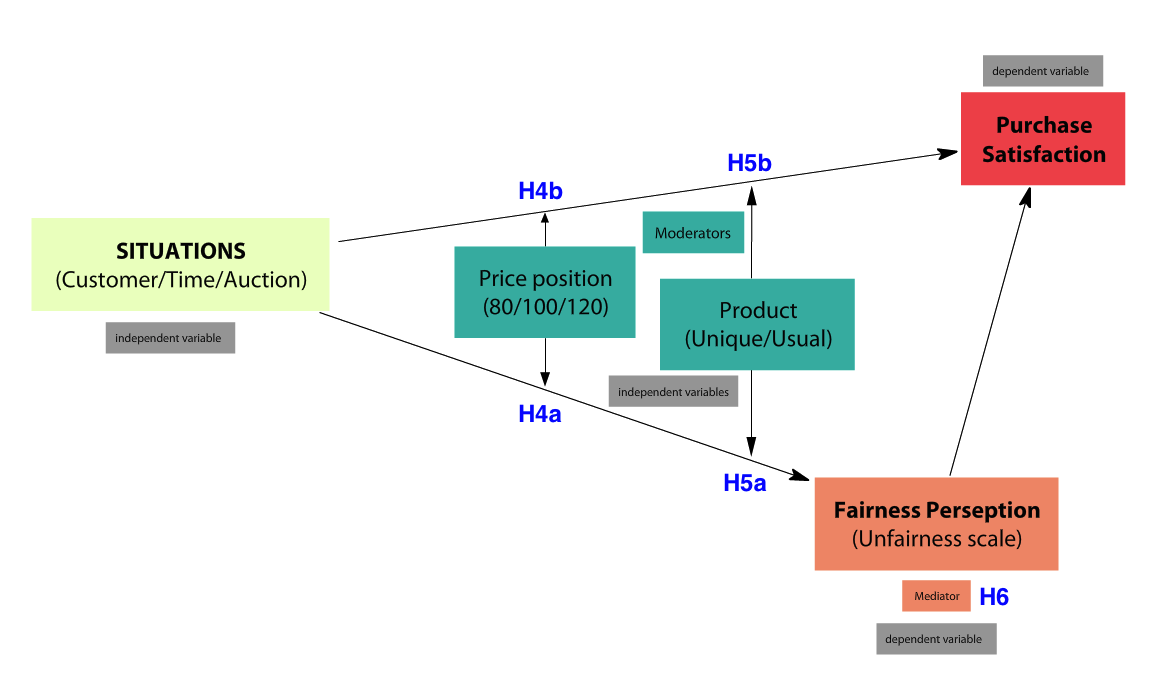 dependent variable
Purchase
Satisfaction
H5b
H4b
Moderators
SITUATIONS
(Customer/Time/Auction)
Price position
(80/100/120)
Product
(Unique/Usual)
independent variable
independent variables
H4a
H5a
Fairness Perseption
(Unfairness scale)
Mediator
H6
dependent variable